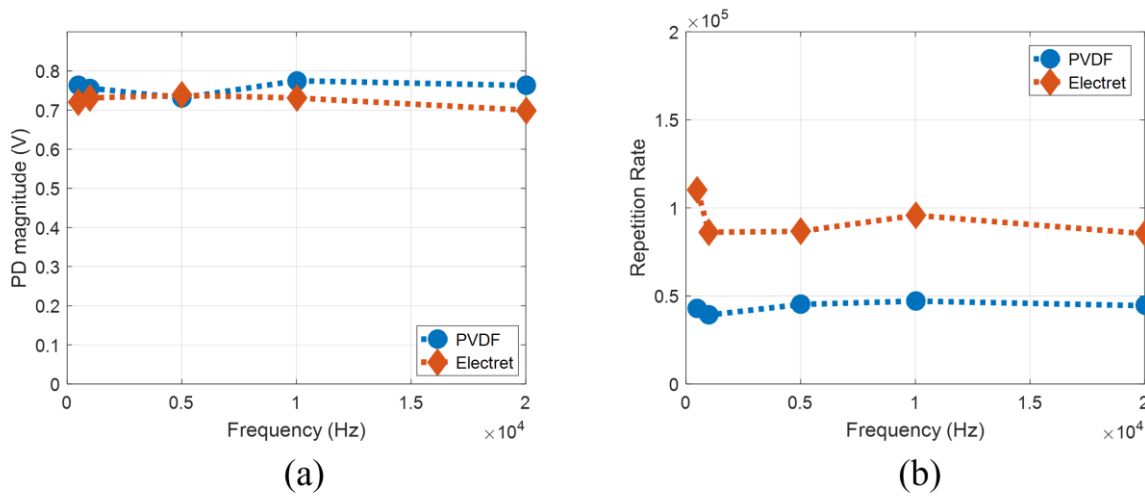 0.8
0.7
0.6
0.5
0.4
0.3
0.2
0.1
0
PD magnitude (V)
PVDF
Electret
0 0.5 1 1.5 2
Frequency (Hz)
×10⁴
(a)
×10⁵
2
1.5
1
0.5
0
Repetition Rate
PVDF
Electret
0 0.5 1 1.5 2
Frequency (Hz)
×10⁴
(b)